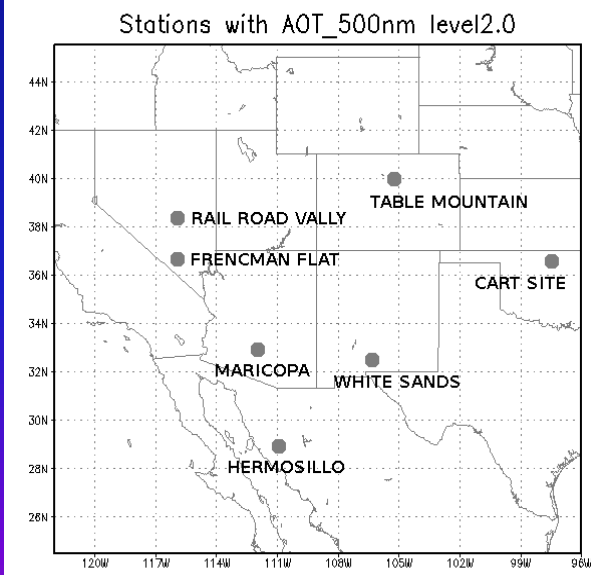 Stations with AOT_500nm level2.0
44N
42N
40N
TABLE MOUNTAIN
38N
RAIL ROAD VALLY
FRENCMAN FLAT
36N
CART SITE
34N
MARICOPA
32N
WHITE SANDS
30N
HERMOSILLO
28N
26N
120W 117W 114W 111W 108W 105W 102W 99W 96W